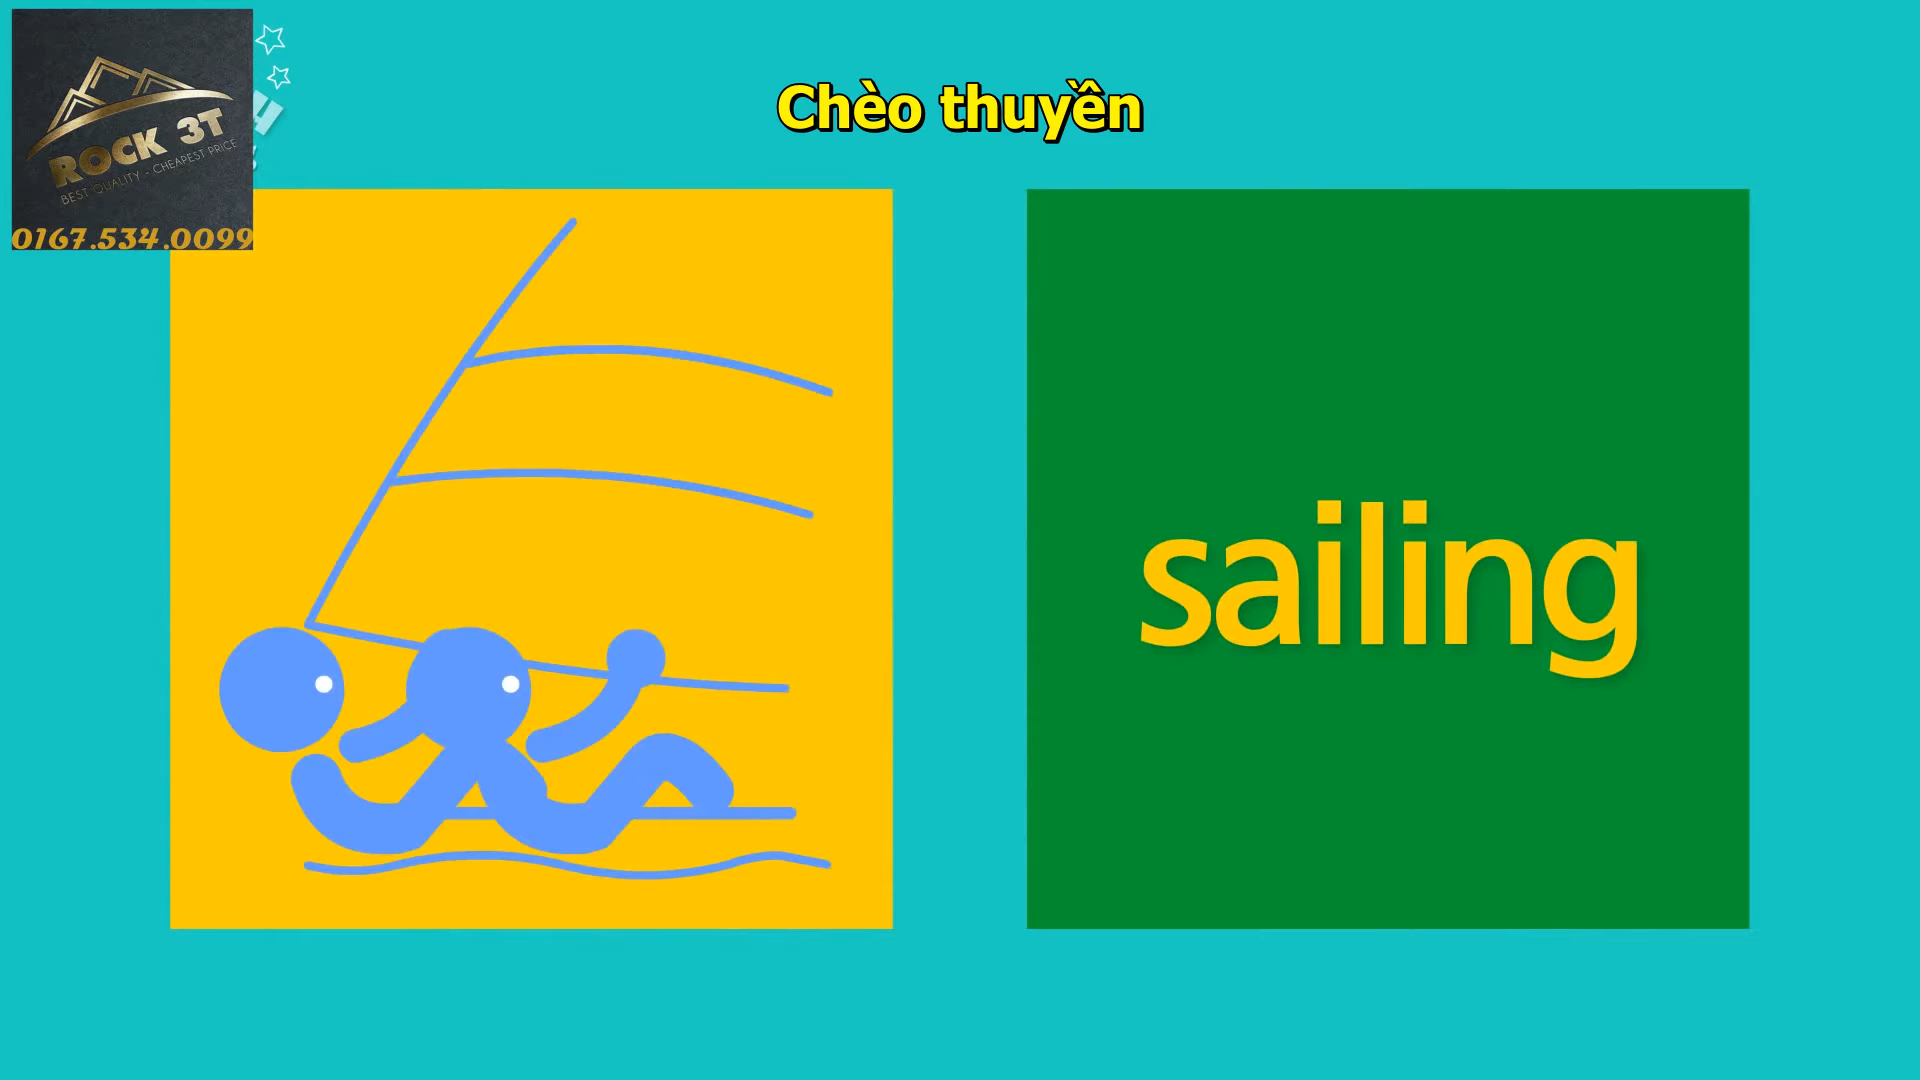 Chèo thuyền
ROCK 3T
BEST QUALITY - CHEAPEST PRICE
0167.534.0099
sailing